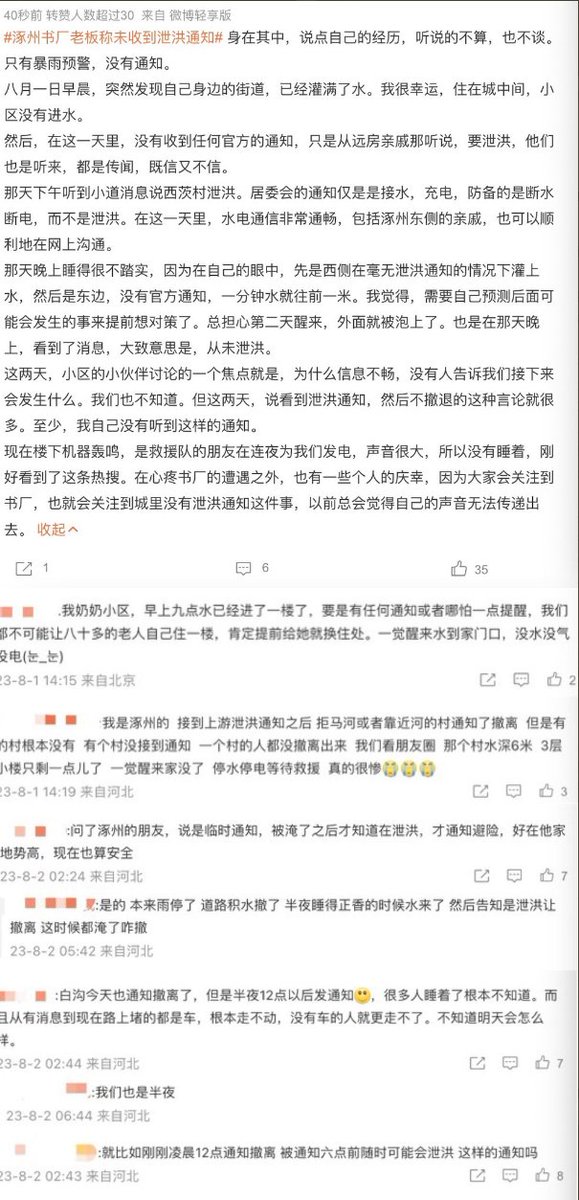 40秒前 转赞人数超过30 来自 微博轻享版
#涿州书厂老板称未收到泄洪通知# 身在其中，说点自己的经历，听说的不算，也不谈。
只有暴雨预警，没有通知。
八月一日早晨，突然发现自己身边的街道，已经灌满了水。我很幸运，住在城中间，小
区没有进水。
然后，在这一天里，没有收到任何官方的通知，只是从远房亲戚那听说，要泄洪，他们
也是听来，都是传闻，既信又不信。
那天下午听到小道消息说西茨村泄洪。居委会的通知仅是是接水，充电，防备的是断水
断电，而不是泄洪。在这一天里，水电通信非常通畅，包括涿州东侧的亲戚，也可以顺
利地在网上沟通。
那天晚上睡得很不踏实，因为在自己的眼中，先是西侧在毫无泄洪通知的情况下灌上
水，然后是东边，没有官方通知，一分钟水就往前一米。我觉得，需要自己预测后面可
能会发生的事来提前想对策了。总担心第二天醒来，外面就被泡上了。也是在那天晚
上，看到了消息，大致意思是，从未泄洪。
这两天，小区的小伙伴讨论的一个焦点就是，为什么信息不畅，没有人告诉我们接下来
会发生什么。我们也不知道。但这两天，说看到泄洪通知，然后不撤退的这种言论就很
多。至少，我自己没有听到这样的通知。
现在楼下机器轰鸣，是救援队的朋友在连夜为我们发电，声音很大，所以没有睡着，刚
好看到了这条热搜。在心疼书厂的遭遇之外，也有一些个人的庆幸，因为大家会关注到
书厂，也就会关注到城里没有泄洪通知这件事，以前总会觉得自己的声音无法传递出
去。 收起
1 6 35
.我奶奶小区，早上九点水已经进了一楼了，要是有任何通知或者哪怕一点提醒，我们
都不可能让八十多的老人自己住一楼，肯定提前给她就换住处。一觉醒来水到家门口，没水没气
没电(눈_눈)
23-8-1 14:15 来自北京 2
我是涿州的 接到上游泄洪通知之后 拒马河或者靠近河的村通知了撤离 但是有
的村根本没有 有个村没接到通知 一个村的人都没撤离出来 我们看朋友圈 那个村水深6米 3层
小楼只剩一点儿了 一觉醒来家没了 停水停电等待救援 真的很惨😭😭😭
23-8-1 14:19 来自河北 3
:问了涿州的朋友，说是临时通知，被淹了之后才知道在泄洪，才通知避险，好在他家
地势高，现在也算安全
23-8-2 02:24 来自河北 7
:是的 本来雨停了 道路积水撤了 半夜睡得正香的时候水来了 然后告知是泄洪让
撤离 这时候都淹了咋撤
23-8-2 05:42 来自河北
:白沟今天也通知撤离了，但是半夜12点以后发通知🙂，很多人睡着了根本不知道。而
且从有消息到现在路上堵的都是车，根本走不动，没有车的人就更走不了。不知道明天会怎么
样。
23-8-2 02:44 来自河北 7
.:我们也是半夜
23-8-2 06:44 来自河北
:就比如刚刚凌晨12点通知撤离 被通知六点前随时可能会泄洪 这样的通知吗
23-8-2 02:43 来自河北 8